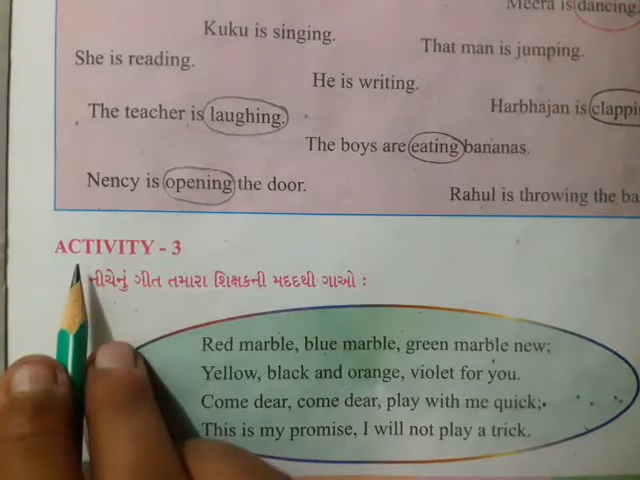 Meera is dancing.
Kuku is singing.
That man is jumping.
She is reading.
He is writing.
The teacher is laughing.
Harbhajan is
The boys are eating bananas.
Nency is opening the door.
Rahul is throwing the
ACTIVITY - 3
નીચેનું ગીત તમારા શિક્ષકની મદદથી ગાઓ :
Red marble, blue marble, green marble new;
Yellow, black and orange, violet for you.
Come dear, come dear, play with me quick;
This is my promise, I will not play a trick.